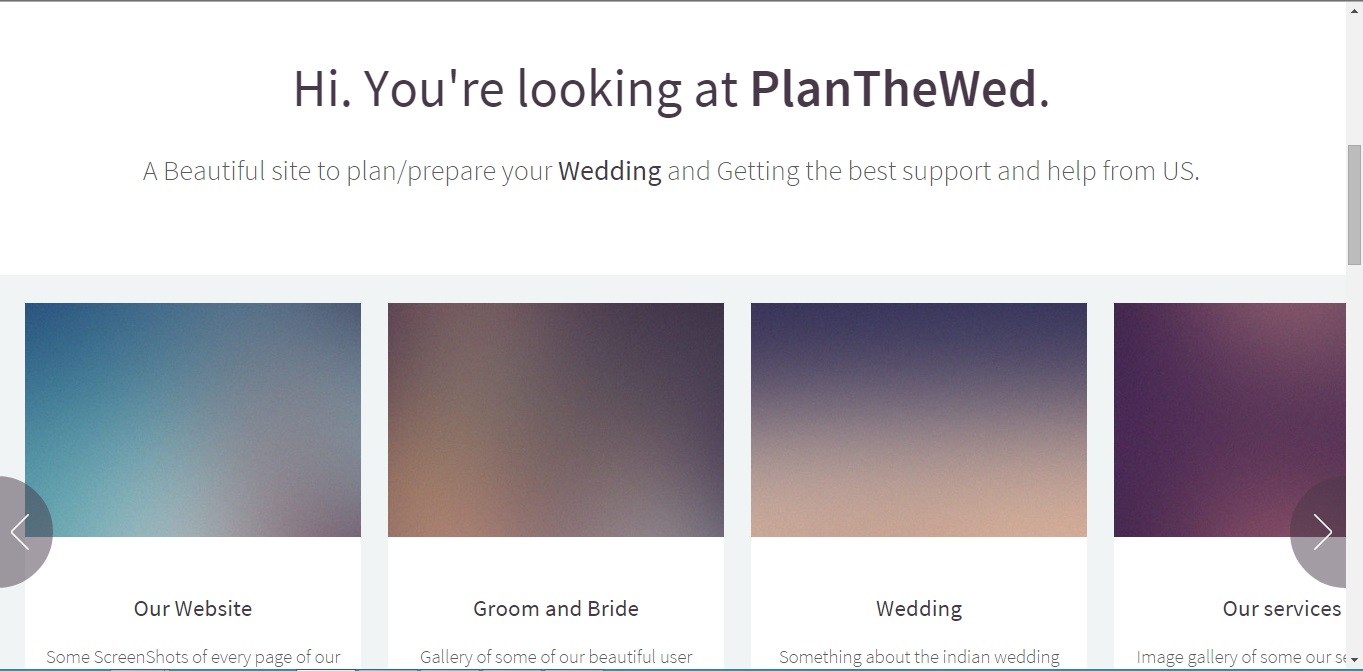 Hi. You're looking at PlanTheWed.
A Beautiful site to plan/prepare your Wedding and Getting the best support and help from US.
Our Website
Some ScreenShots of every page of our
Groom and Bride
Gallery of some of our beautiful user
Wedding
Something about the indian wedding
Our services
Image gallery of some our